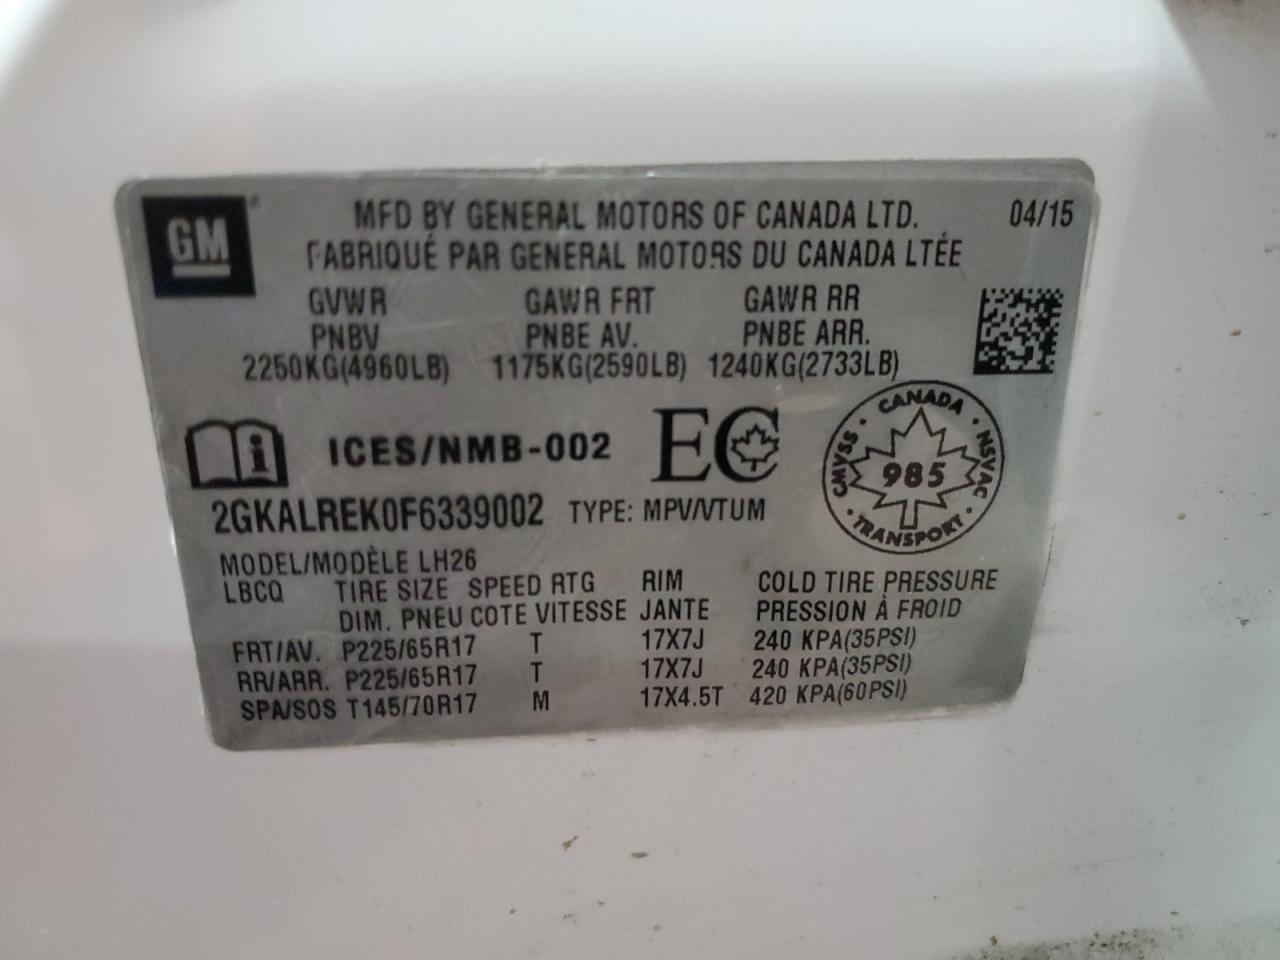 GM
MFD BY GENERAL MOTORS OF CANADA LTD. 04/15
FABRIQUÉ PAR GENERAL MOTORS DU CANADA LTÉE
GVWR GAWR FRT GAWR RR
PNBV PNBE AV. PNBE ARR.
2250KG(4960LB) 1175KG(2590LB) 1240KG(2733LB)
ICES/NMB-002 EC
CANADA · NSVAC · TRANSPORT · CMVSS ·
985
2GKALREK0F6339002 TYPE: MPV/VTUM
MODEL/MODÈLE LH26
LBCQ TIRE SIZE SPEED RTG RIM COLD TIRE PRESSURE
DIM. PNEU COTE VITESSE JANTE PRESSION À FROID
FRT/AV. P225/65R17 T 17X7J 240 KPA(35PSI)
RR/ARR. P225/65R17 T 17X7J 240 KPA(35PSI)
SPA/SOS T145/70R17 M 17X4.5T 420 KPA(60PSI)